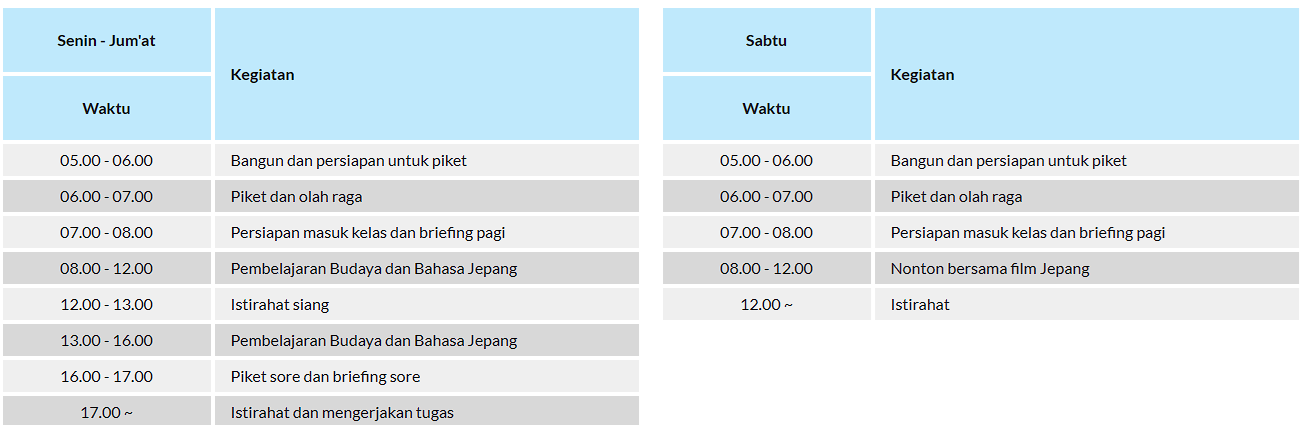 Senin - Jum'at
Kegiatan
Waktu
05.00 - 06.00 Bangun dan persiapan untuk piket
06.00 - 07.00 Piket dan olah raga
07.00 - 08.00 Persiapan masuk kelas dan briefing pagi
08.00 - 12.00 Pembelajaran Budaya dan Bahasa Jepang
12.00 - 13.00 Istirahat siang
13.00 - 16.00 Pembelajaran Budaya dan Bahasa Jepang
16.00 - 17.00 Piket sore dan briefing sore
17.00 ~ Istirahat dan mengerjakan tugas
Sabtu
Kegiatan
Waktu
05.00 - 06.00 Bangun dan persiapan untuk piket
06.00 - 07.00 Piket dan olah raga
07.00 - 08.00 Persiapan masuk kelas dan briefing pagi
08.00 - 12.00 Nonton bersama film Jepang
12.00 ~ Istirahat